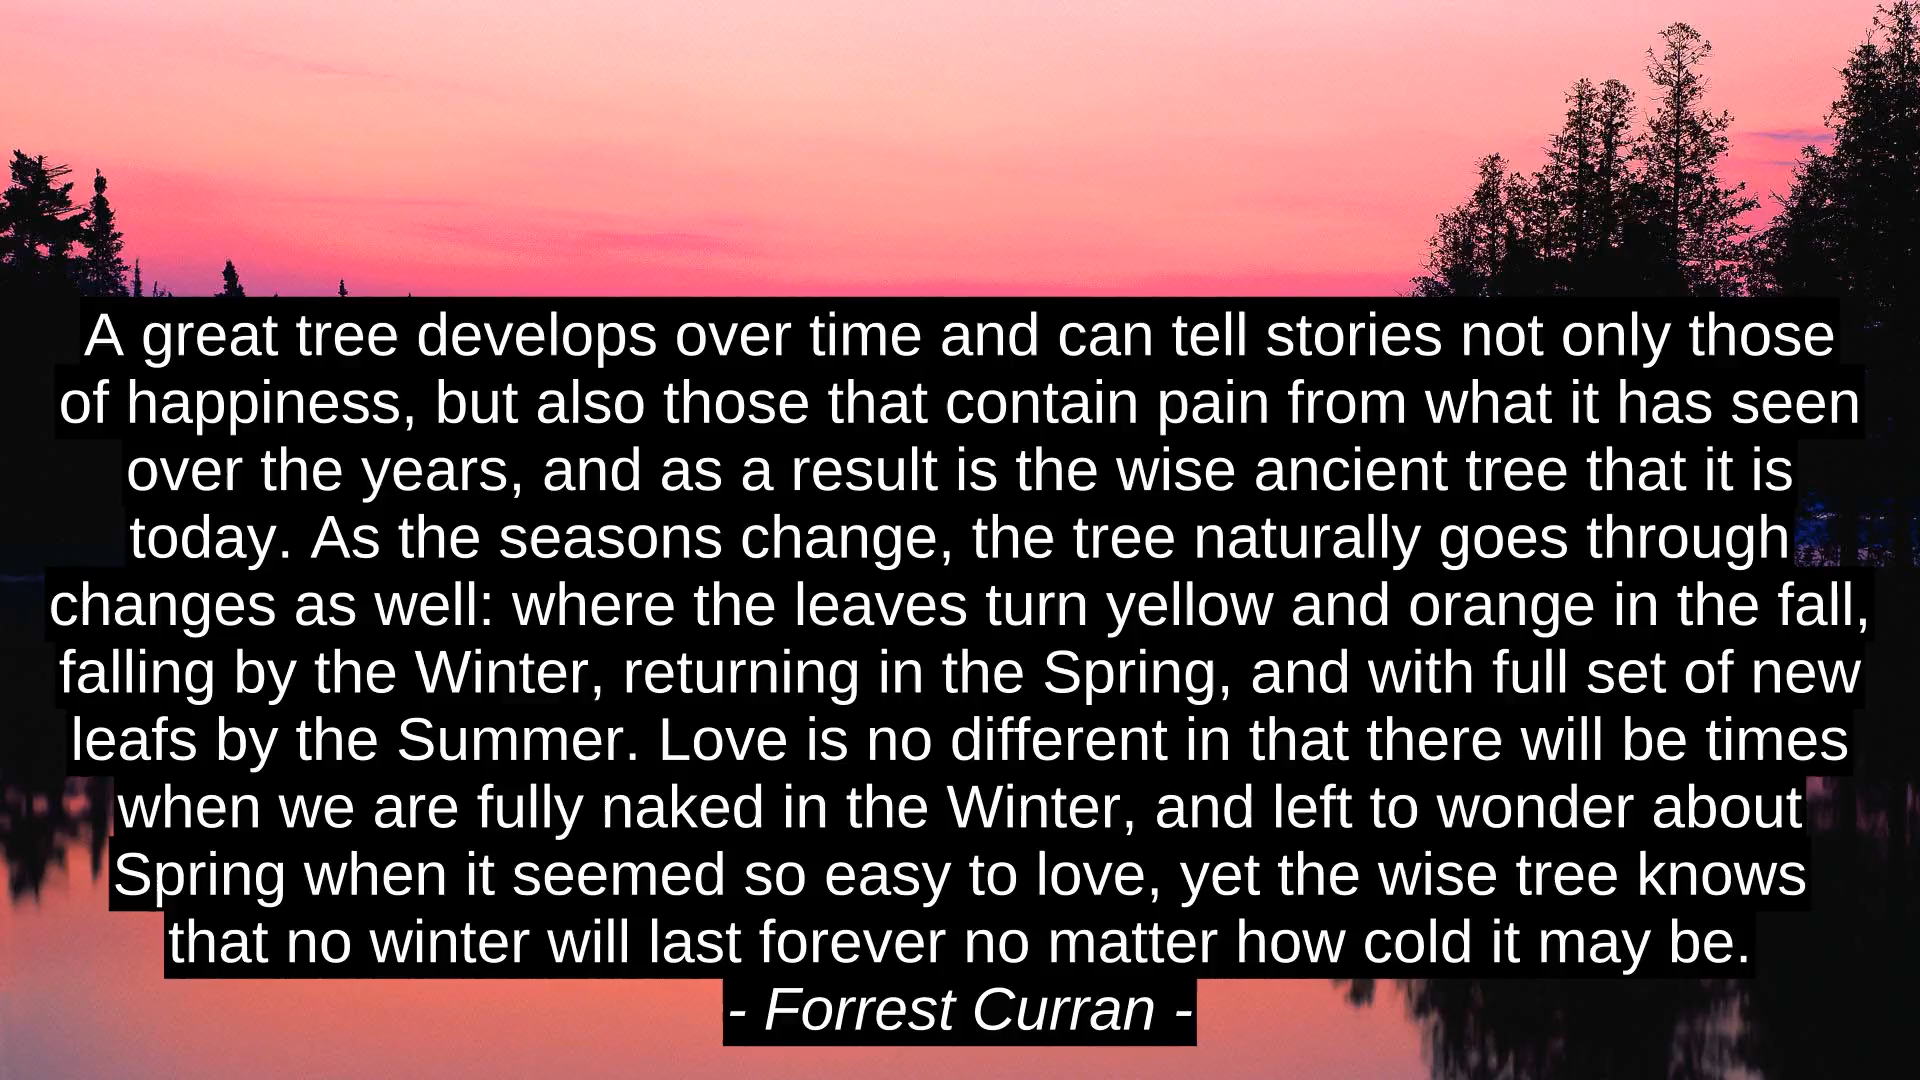 A great tree develops over time and can tell stories not only those
of happiness, but also those that contain pain from what it has seen
over the years, and as a result is the wise ancient tree that it is
today. As the seasons change, the tree naturally goes through
changes as well: where the leaves turn yellow and orange in the fall,
falling by the Winter, returning in the Spring, and with full set of new
leafs by the Summer. Love is no different in that there will be times
when we are fully naked in the Winter, and left to wonder about
Spring when it seemed so easy to love, yet the wise tree knows
that no winter will last forever no matter how cold it may be.
- Forrest Curran -